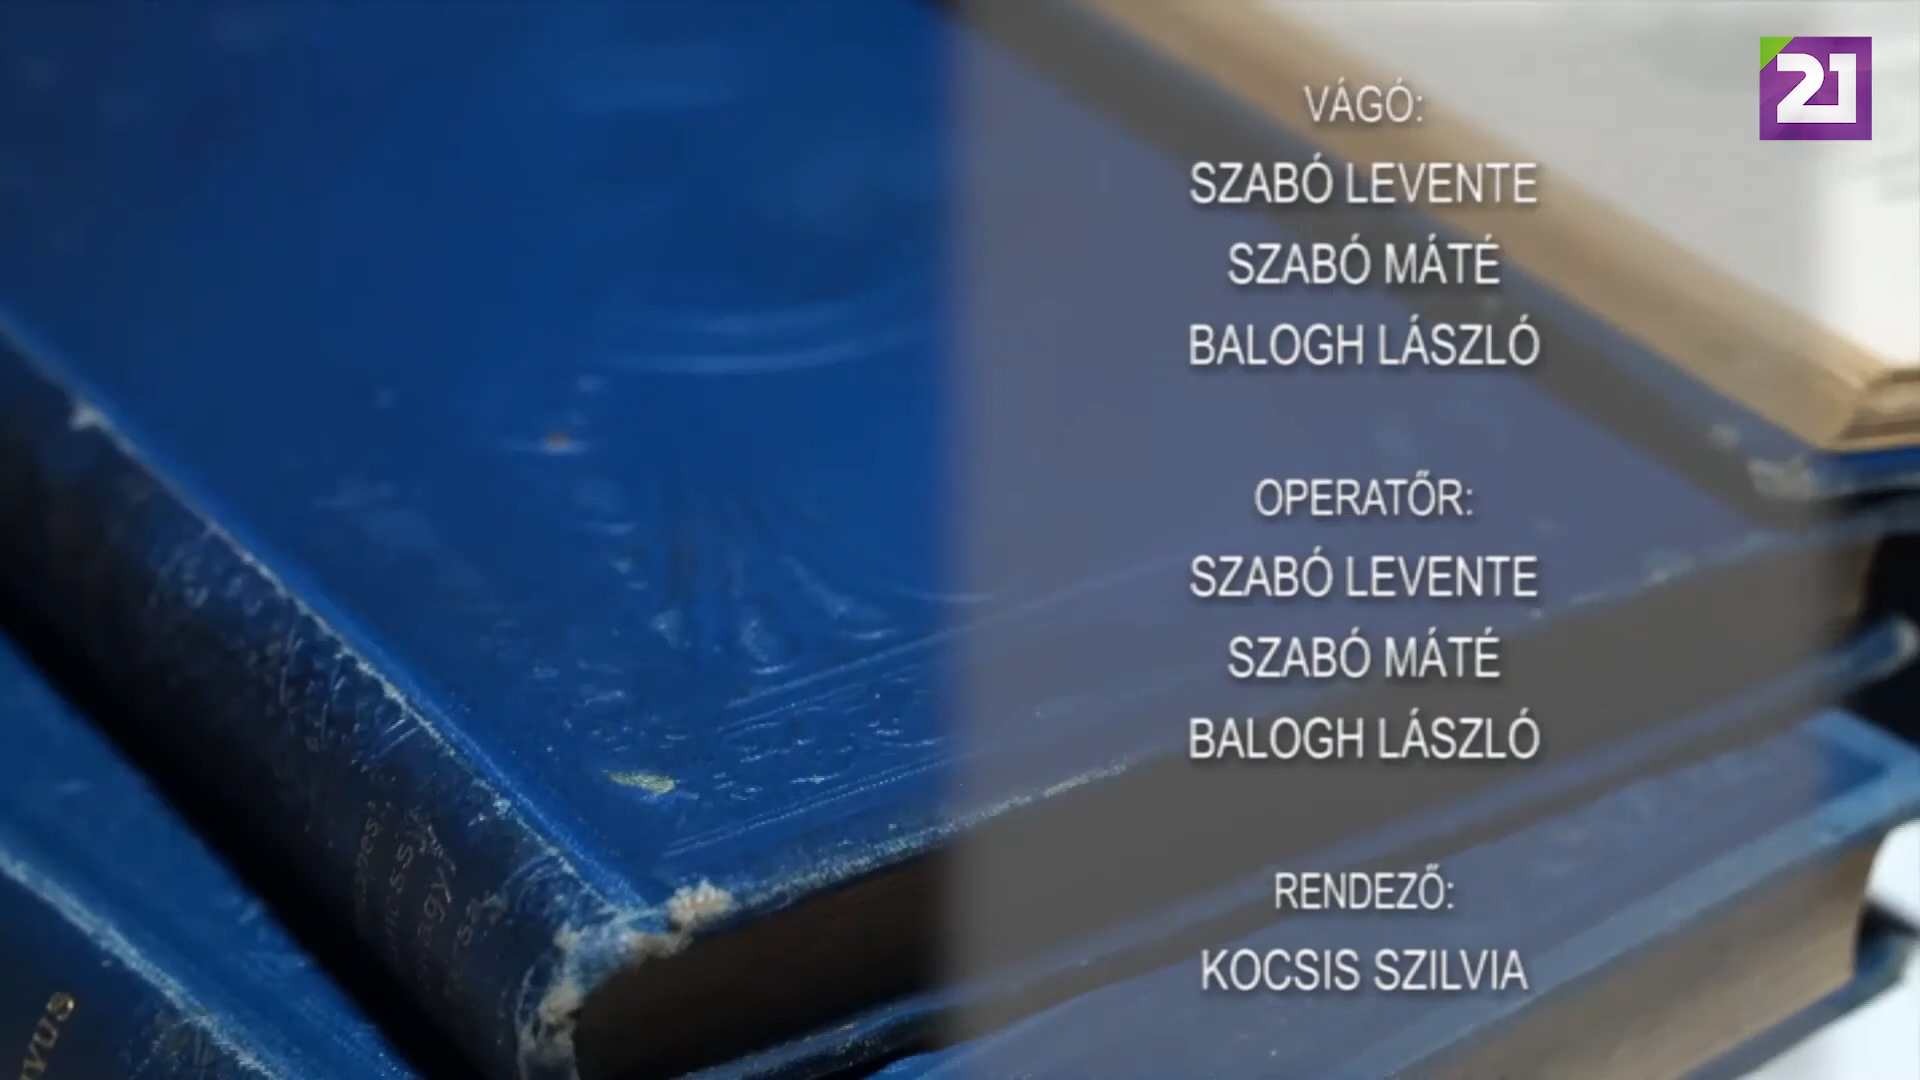 21
VÁGÓ:
SZABÓ LEVENTE
SZABÓ MÁTÉ
BALOGH LÁSZLÓ
OPERATŐR:
SZABÓ LEVENTE
SZABÓ MÁTÉ
BALOGH LÁSZLÓ
RENDEZŐ:
KOCSIS SZILVIA